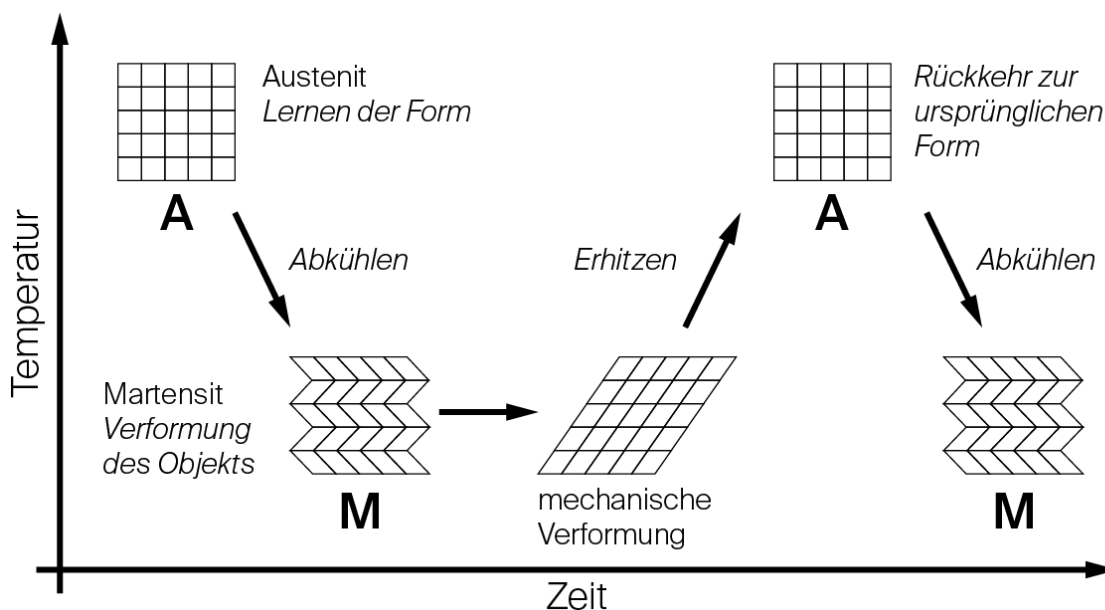 Austenit
Lernen der Form
A
Abkühlen
Martensit
Verformung
des Objekts
M
mechanische
Verformung
Erhitzen
A
Rückkehr zur
ursprünglichen
Form
Abkühlen
M
Temperatur
Zeit